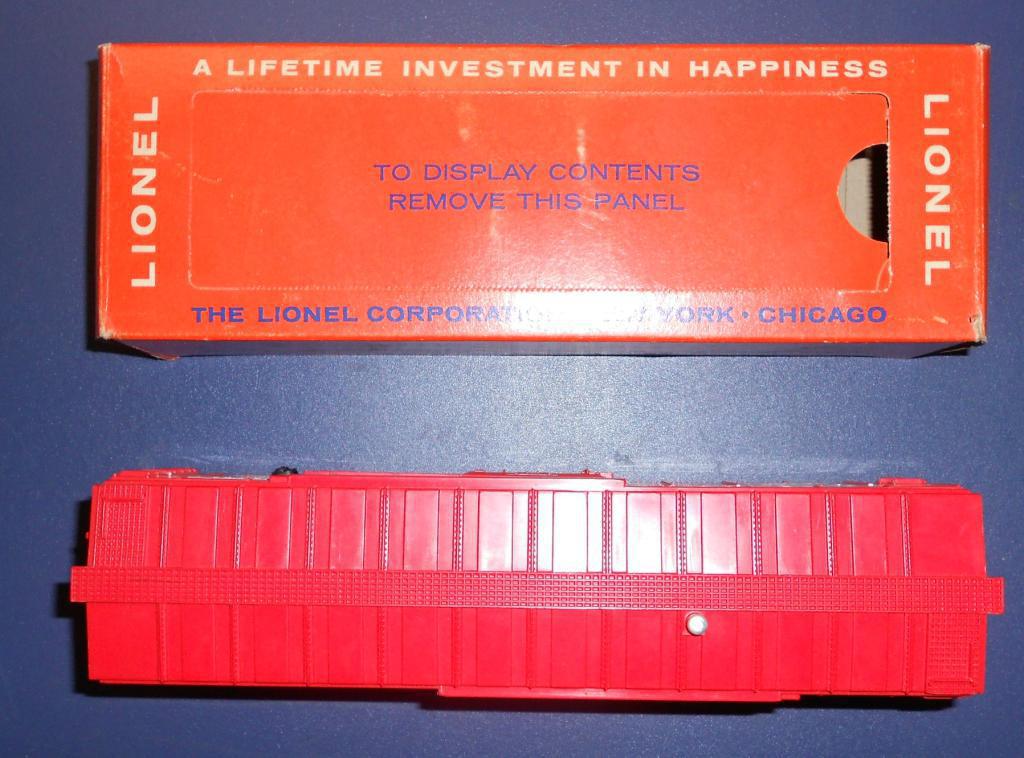 A LIFETIME INVESTMENT IN HAPPINESS
LIONEL
TO DISPLAY CONTENTS
REMOVE THIS PANEL
LIONEL
THE LIONEL YORK • CHICAGO